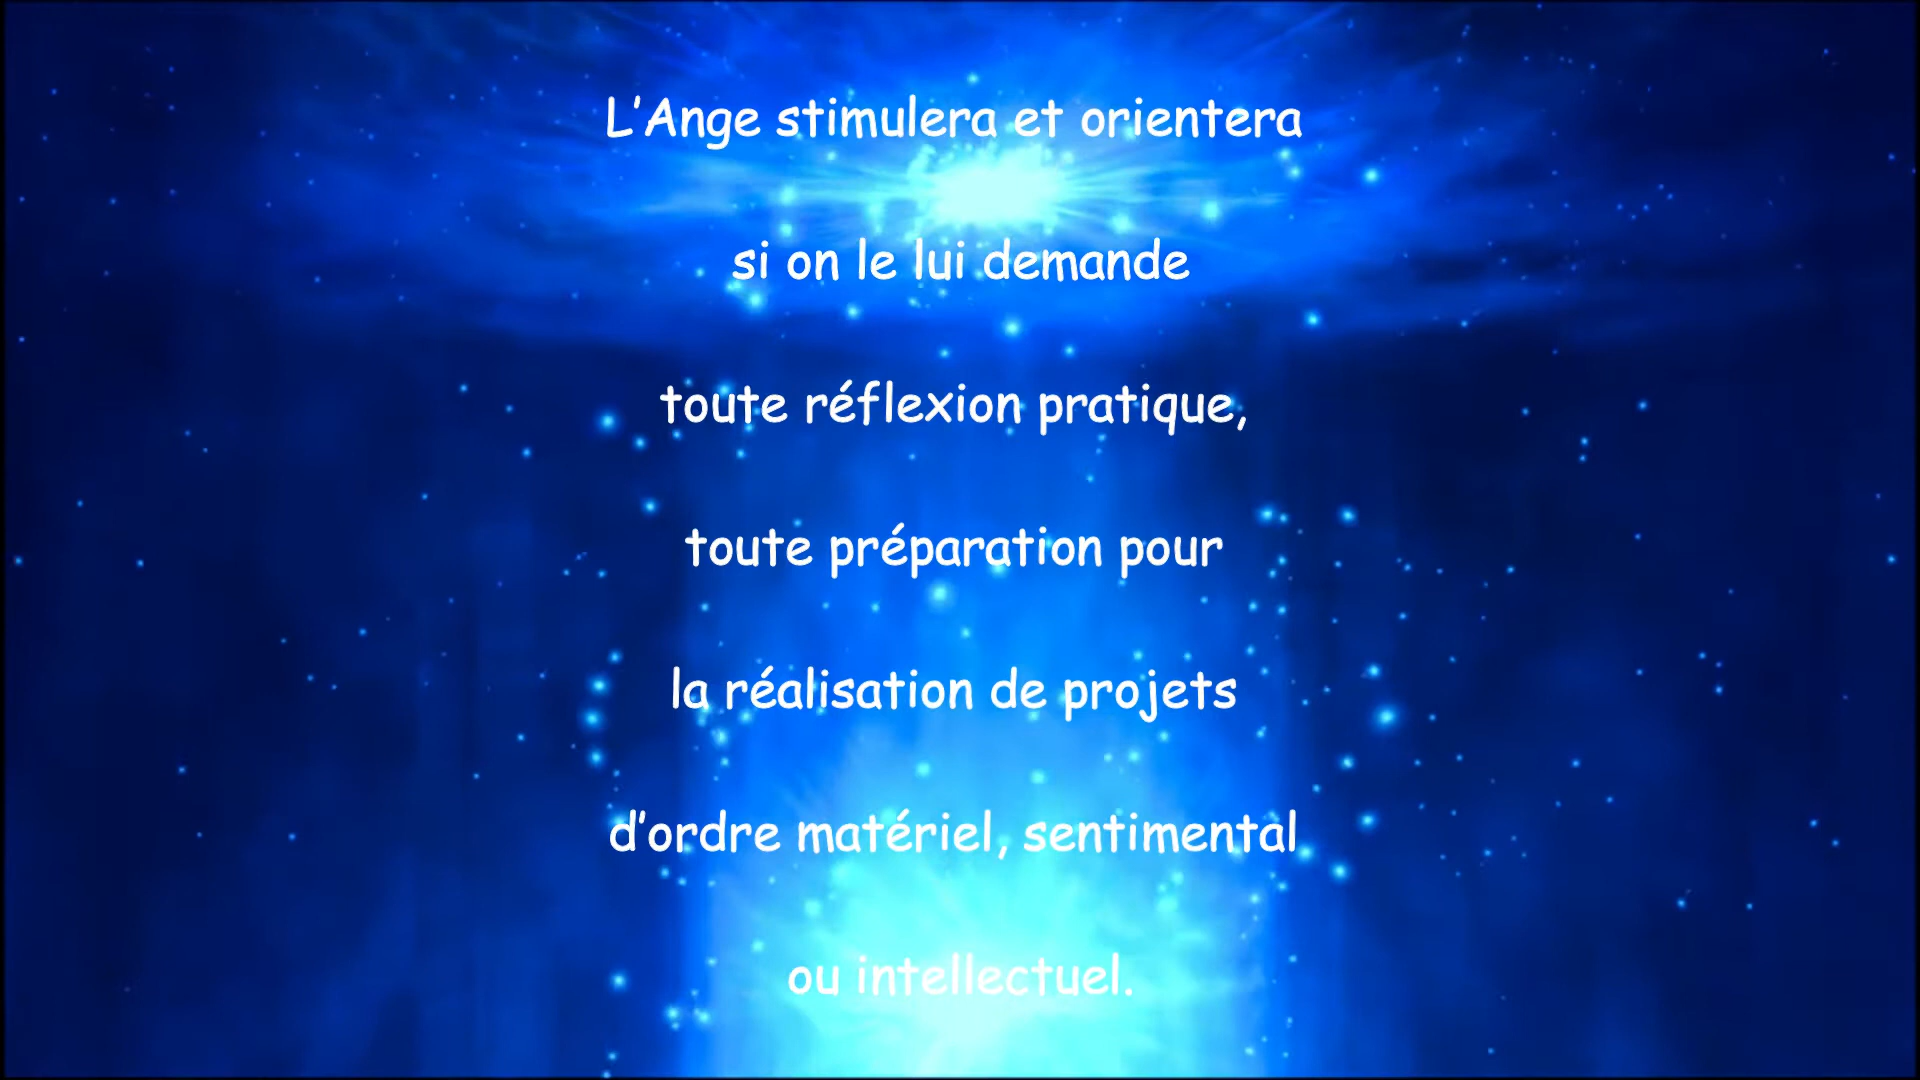 L'Ange stimulera et orientera
si on le lui demande
toute réflexion pratique,
toute préparation pour
la réalisation de projets
d'ordre matériel, sentimental
ou intellectuel.